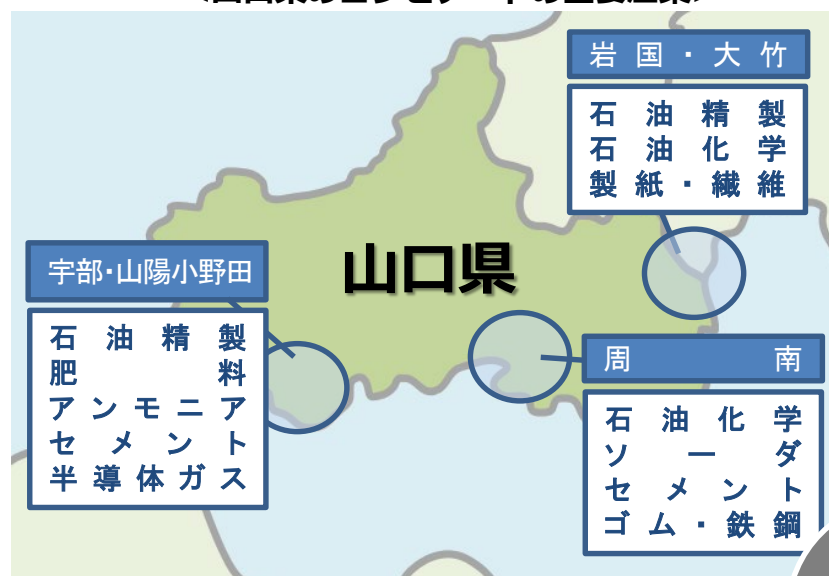 岩国・大竹
石油精製
石油化学
製紙・繊維
山口県
宇部・山陽小野田
石油精製
肥料
アンモニア
セメント
半導体ガス
周南
石油化学
ソーダ
セメント
ゴム・鉄鋼